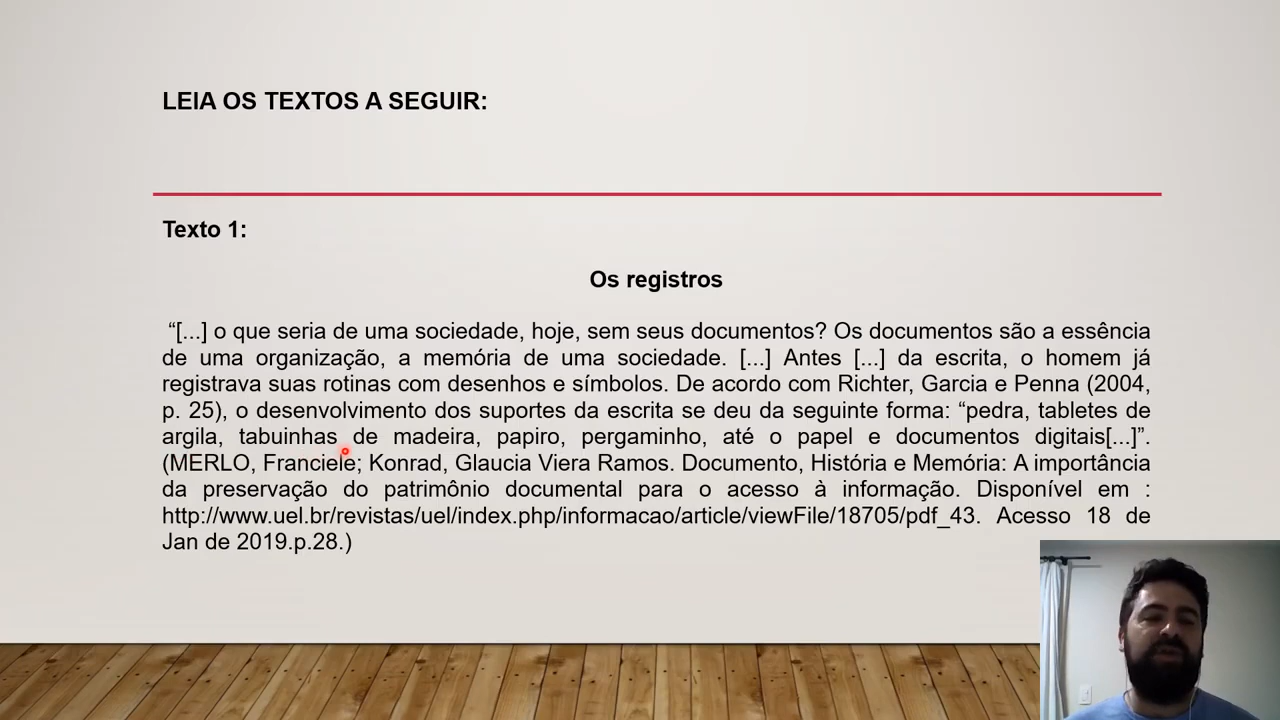 LEIA OS TEXTOS A SEGUIR:
Texto 1:
Os registros
“[...] o que seria de uma sociedade, hoje, sem seus documentos? Os documentos são a essência
de uma organização, a memória de uma sociedade. [...] Antes [...] da escrita, o homem já
registrava suas rotinas com desenhos e símbolos. De acordo com Richter, Garcia e Penna (2004,
p. 25), o desenvolvimento dos suportes da escrita se deu da seguinte forma: “pedra, tabletes de
argila, tabuinhas de madeira, papiro, pergaminho, até o papel e documentos digitais[...]”.
(MERLO, Franciele; Konrad, Glaucia Viera Ramos. Documento, História e Memória: A importância
da preservação do patrimônio documental para o acesso à informação. Disponível em :
http://www.uel.br/revistas/uel/index.php/informacao/article/viewFile/18705/pdf_43. Acesso 18 de
Jan de 2019.p.28.)